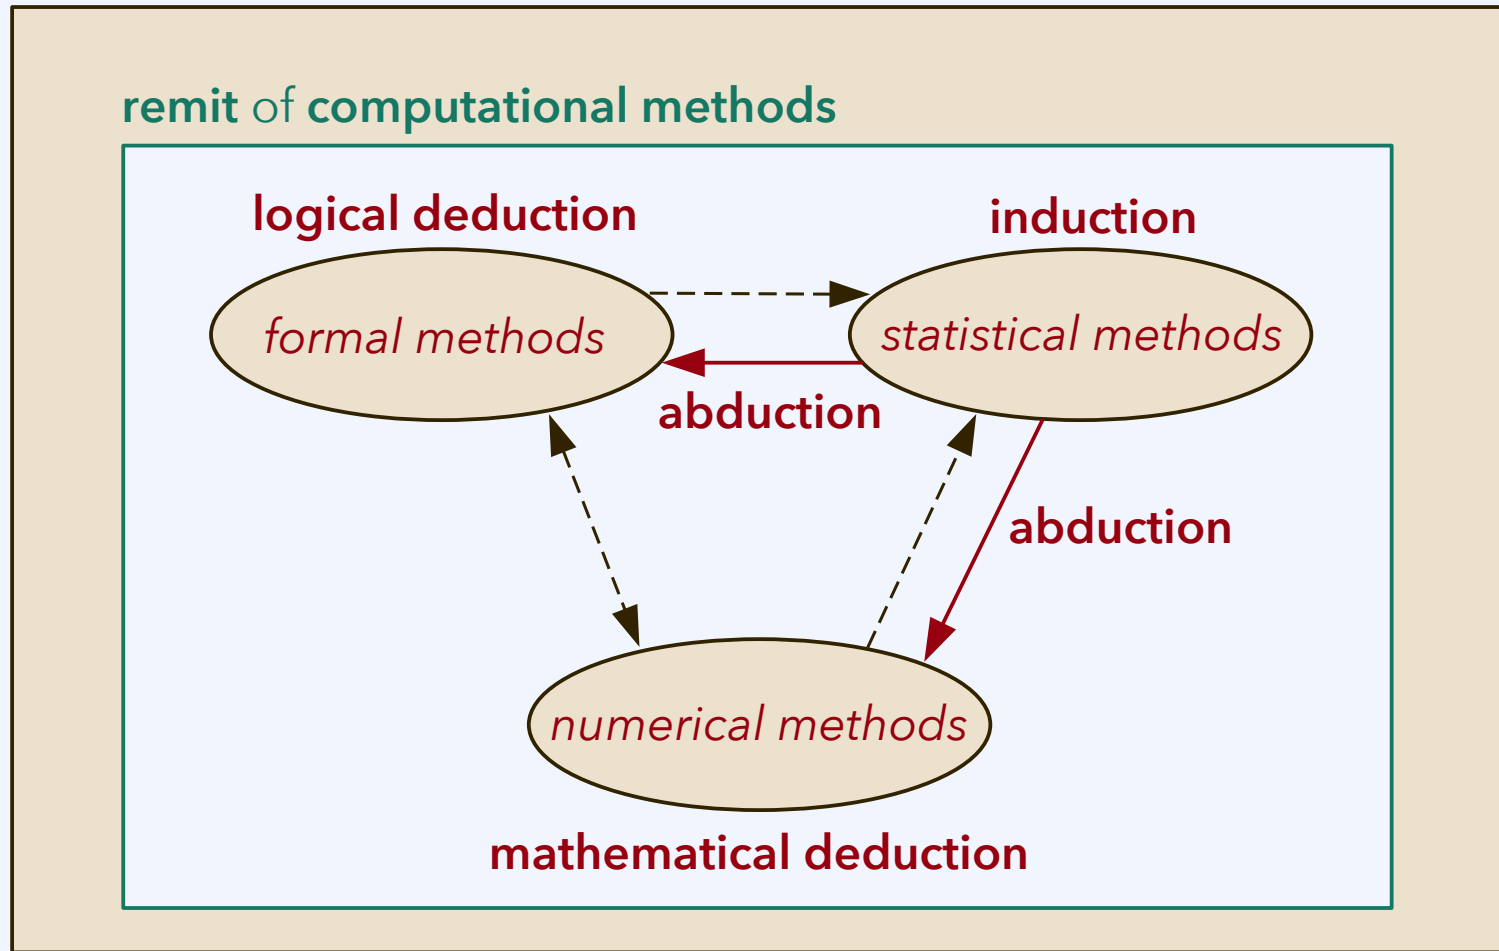 remit of computational methods
logical deduction
induction
formal methods
statistical methods
abduction
abduction
numerical methods
mathematical deduction